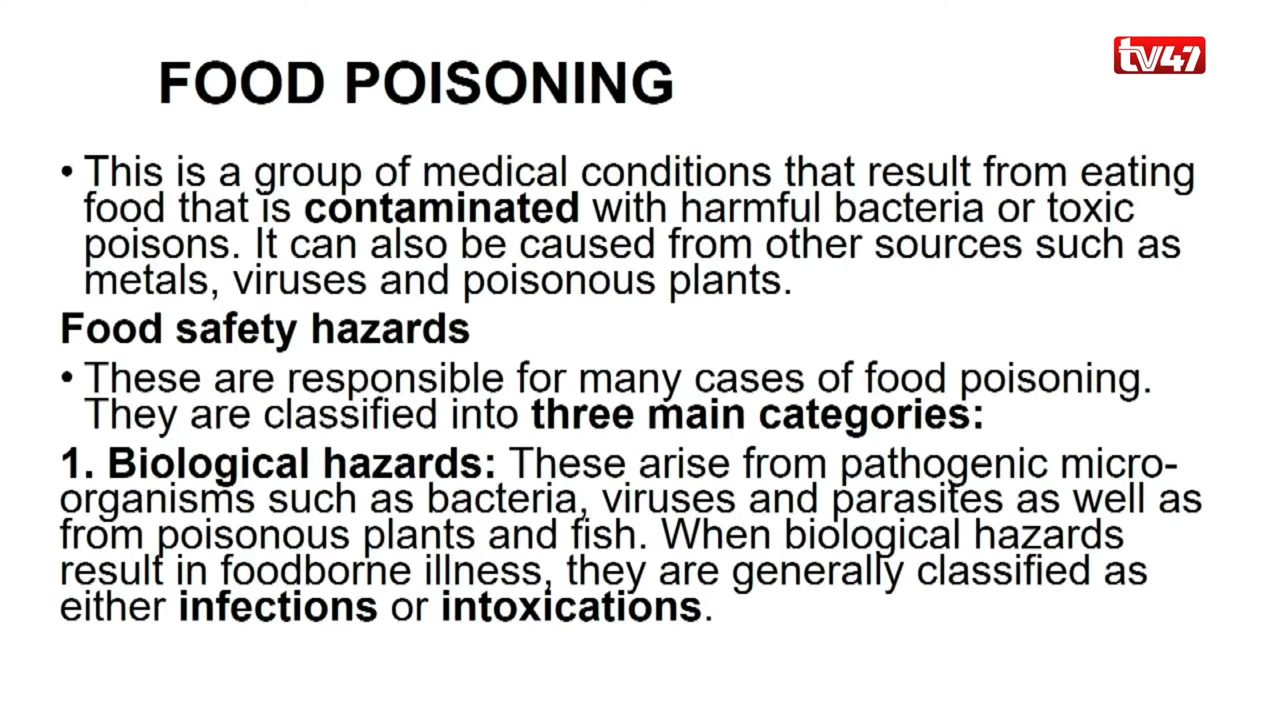 tv47
FOOD POISONING
• This is a group of medical conditions that result from eating
food that is contaminated with harmful bacteria or toxic
poisons. It can also be caused from other sources such as
metals, viruses and poisonous plants.
Food safety hazards
• These are responsible for many cases of food poisoning.
They are classified into three main categories:
1. Biological hazards: These arise from pathogenic micro-
organisms such as bacteria, viruses and parasites as well as
from poisonous plants and fish. When biological hazards
result in foodborne illness, they are generally classified as
either infections or intoxications.